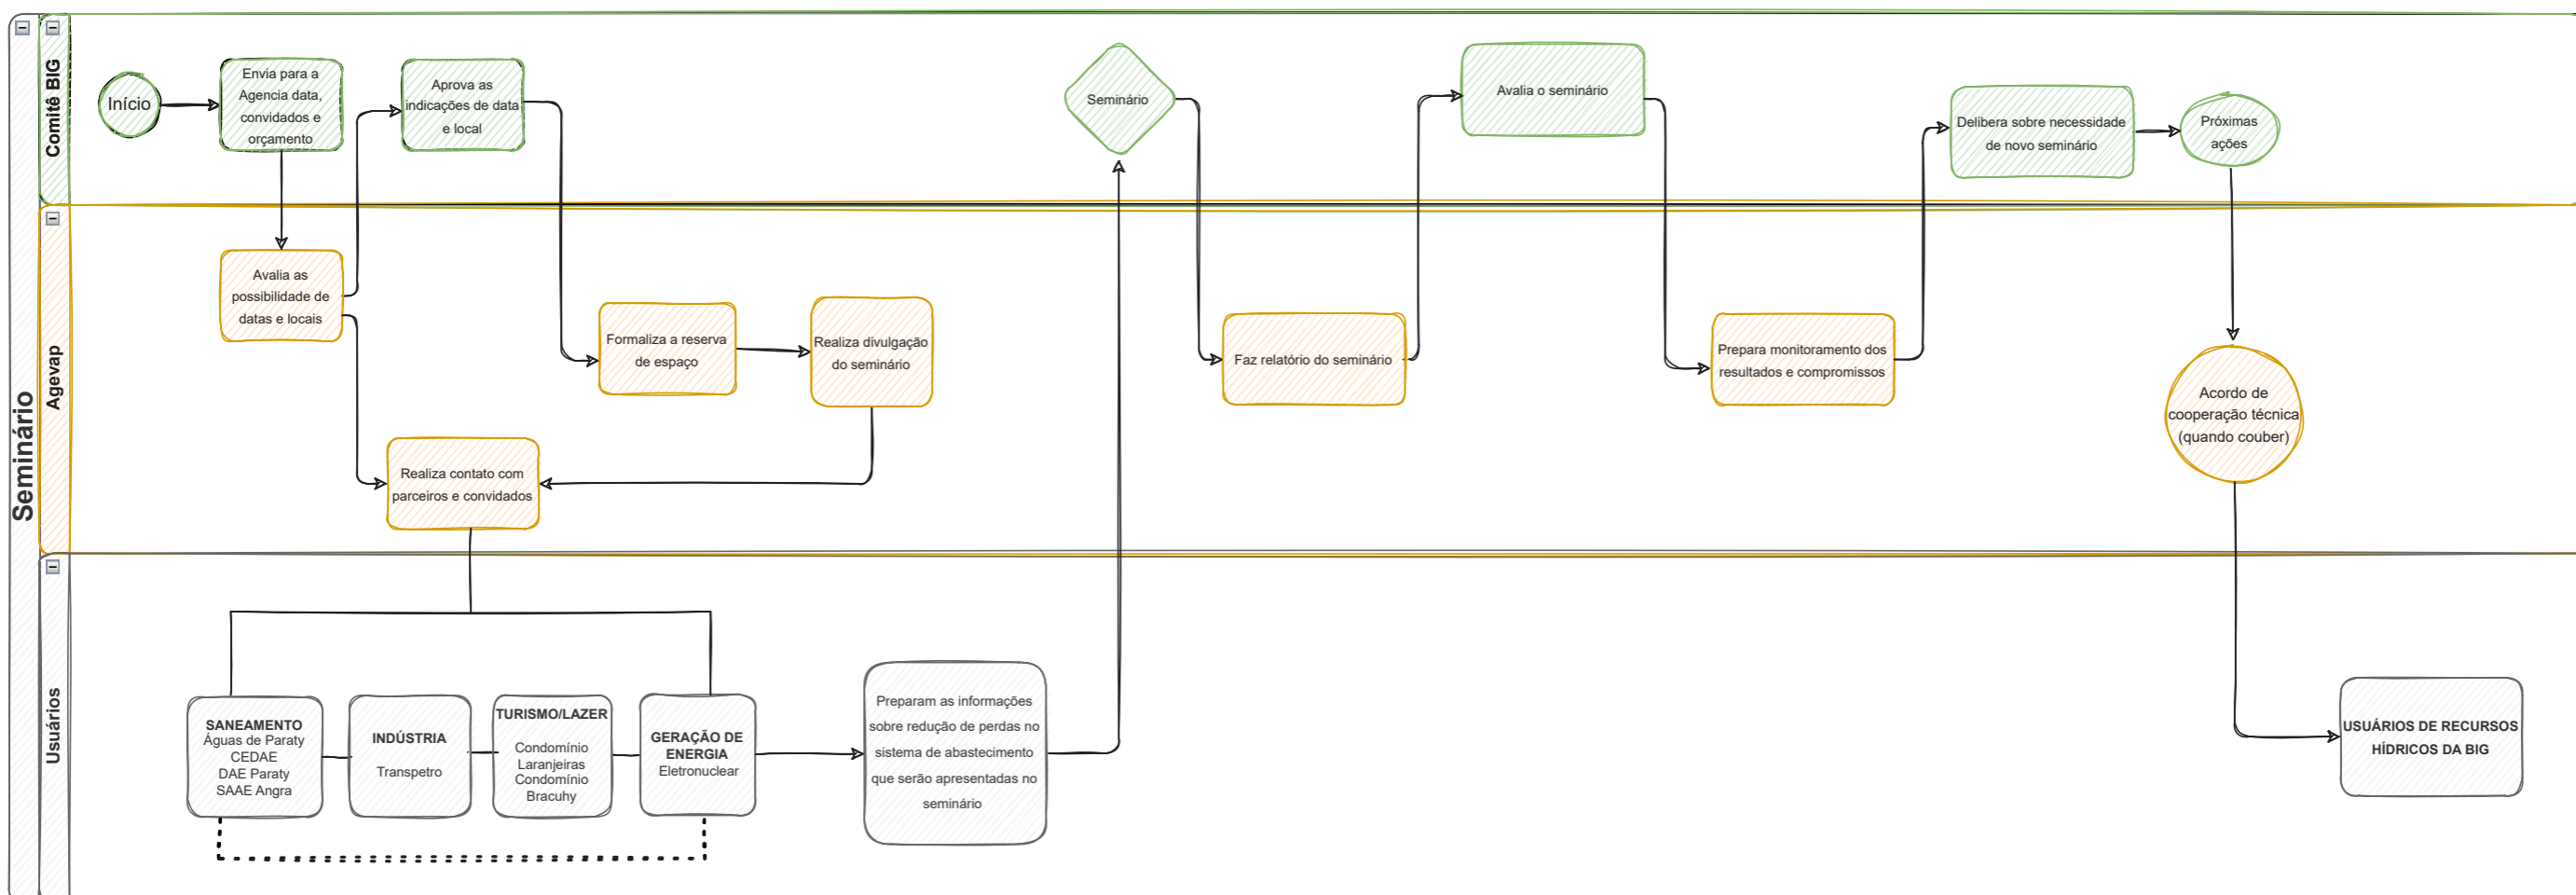 Seminário
Comitê BIG
Início
Envia para a
Agencia data,
convidados e
orçamento
Aprova as
indicações de data
e local
Seminário
Avalia o seminário
Delibera sobre necessidade
de novo seminário
Próximas
ações
Agevap
Avalia as
possibilidade de
datas e locais
Formaliza a reserva
de espaço
Realiza divulgação
do seminário
Realiza contato com
parceiros e convidados
Faz relatório do seminário
Prepara monitoramento dos
resultados e compromissos
Acordo de
cooperação técnica
(quando couber)
Usuários
SANEAMENTO
Águas de Paraty
CEDAE
DAE Paraty
SAAE Angra
INDÚSTRIA
Transpetro
TURISMO/LAZER
Condomínio
Laranjeiras
Condomínio
Bracuhy
GERAÇÃO DE
ENERGIA
Eletronuclear
Preparam as informações
sobre redução de perdas no
sistema de abastecimento
que serão apresentadas no
seminário
USUÁRIOS DE RECURSOS
HÍDRICOS DA BIG